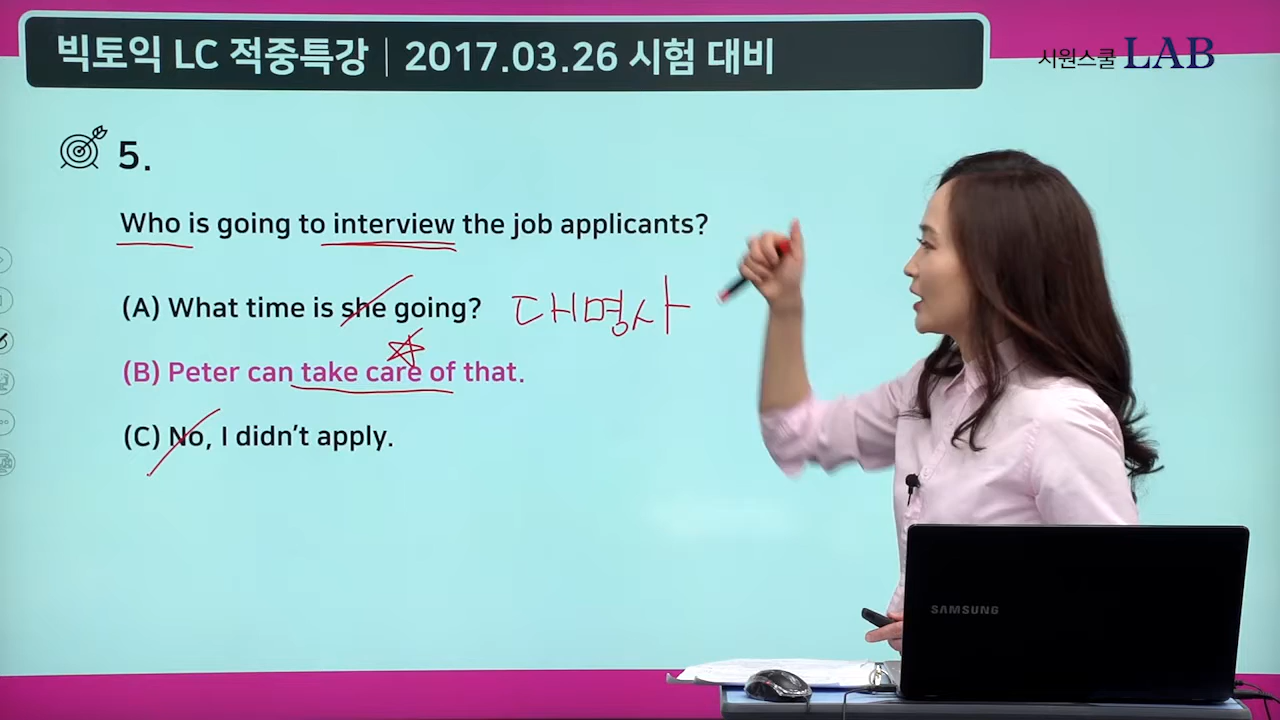 빅토익 LC 적중특강 | 2017.03.26 시험 대비
시원스쿨 LAB
5.
Who is going to interview the job applicants?
(A) What time is she going? 대명사
(B) Peter can take care of that.
(C) No, I didn't apply.
SAMSUNG